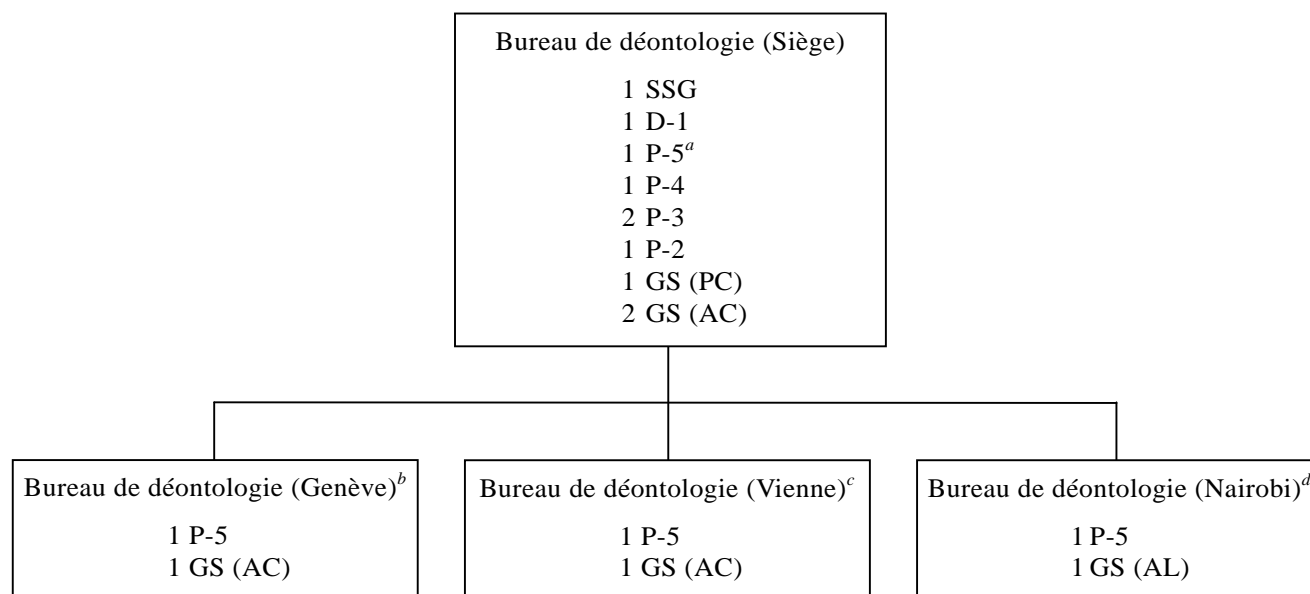 Bureau de déontologie (Siège)
1 SSG
1 D-1
1 P-5a
1 P-4
2 P-3
1 P-2
1 GS (PC)
2 GS (AC)
Bureau de déontologie (Genève)b
1 P-5
1 GS (AC)
Bureau de déontologie (Vienne)c
1 P-5
1 GS (AC)
Bureau de déontologie (Nairobi)d
1 P-5
1 GS (AL)